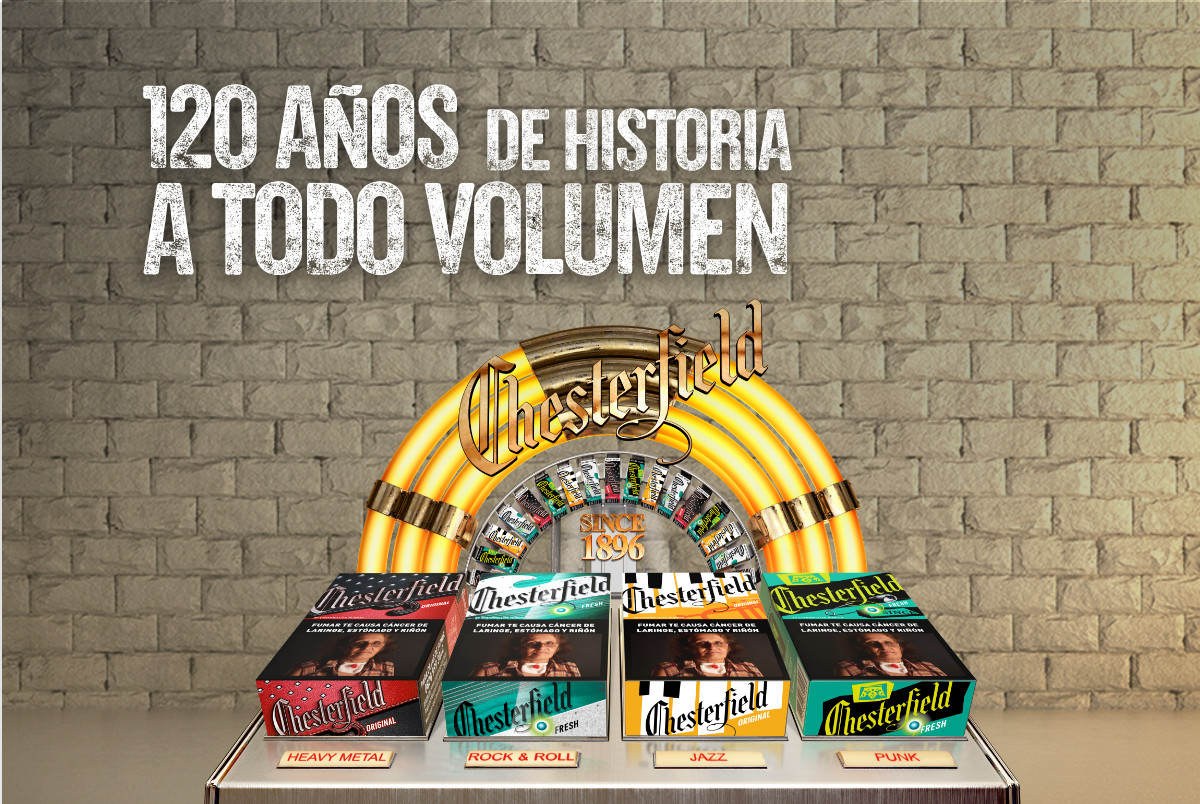 120 AÑOS DE HISTORIA
A TODO VOLUMEN
Chesterfield
SINCE
1896
Chesterfield
ORIGINAL
FUMAR TE CAUSA CÁNCER DE
LARINGE, ESTÓMAGO Y RIÑÓN
Chesterfield
ORIGINAL
HEAVY METAL
Chesterfield
FRESH
FUMAR TE CAUSA CÁNCER DE
LARINGE, ESTÓMAGO Y RIÑÓN
Chesterfield
FRESH
ROCK & ROLL
Chesterfield
ORIGINAL
FUMAR TE CAUSA CÁNCER DE
LARINGE, ESTÓMAGO Y RIÑÓN
Chesterfield
ORIGINAL
JAZZ
Chesterfield
FRESH
FUMAR TE CAUSA CÁNCER DE
LARINGE, ESTÓMAGO Y RIÑÓN
Chesterfield
FRESH
PUNK